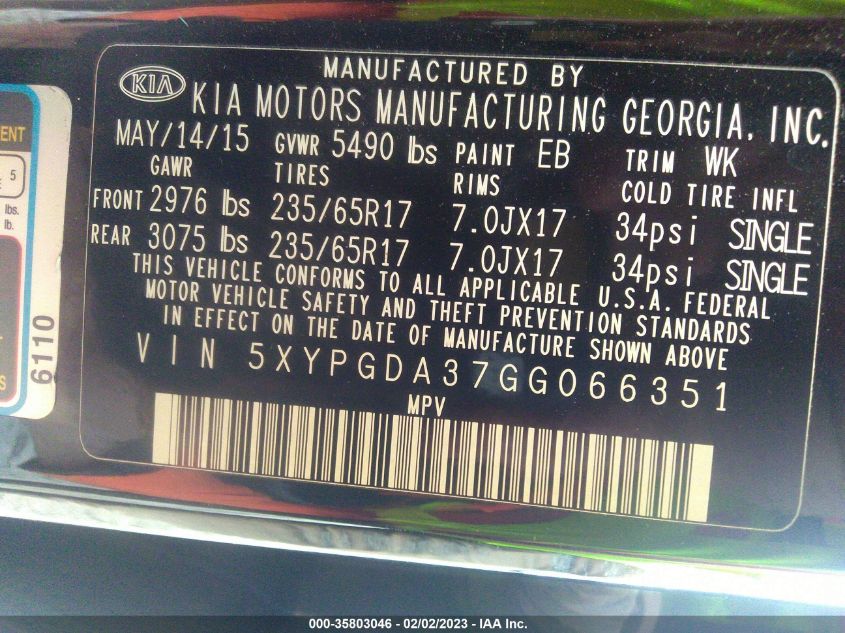 MANUFACTURED BY
KIA KIA MOTORS MANUFACTURING GEORGIA, INC.
MAY/14/15 GVWR 5490 lbs PAINT EB TRIM WK
GAWR TIRES RIMS COLD TIRE INFL
FRONT 2976 lbs 235/65R17 7.0JX17 34psi SINGLE
REAR 3075 lbs 235/65R17 7.0JX17 34psi SINGLE
THIS VEHICLE CONFORMS TO ALL APPLICABLE U.S.A. FEDERAL
MOTOR VEHICLE SAFETY AND THEFT PREVENTION STANDARDS
IN EFFECT ON THE DATE OF MANUFACTURE SHOWN ABOVE
VIN 5XYPGDA37GG066351
MPV
5
lbs.
lb.
6110
000-35803046 - 02/02/2023 - IAA Inc.